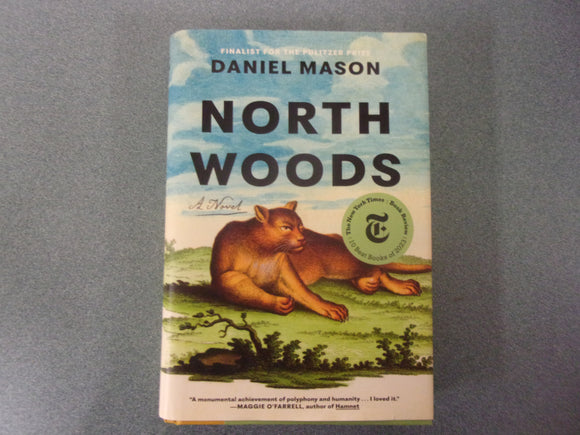 FINALIST FOR THE PULITZER PRIZE
DANIEL MASON
NORTH
WOODS
A Novel
The New York Times • Book Review
T
10 Best Books of 2023
"A monumental achievement of polyphony and humanity . . . I loved it."
—MAGGIE O'FARRELL, author of Hamnet